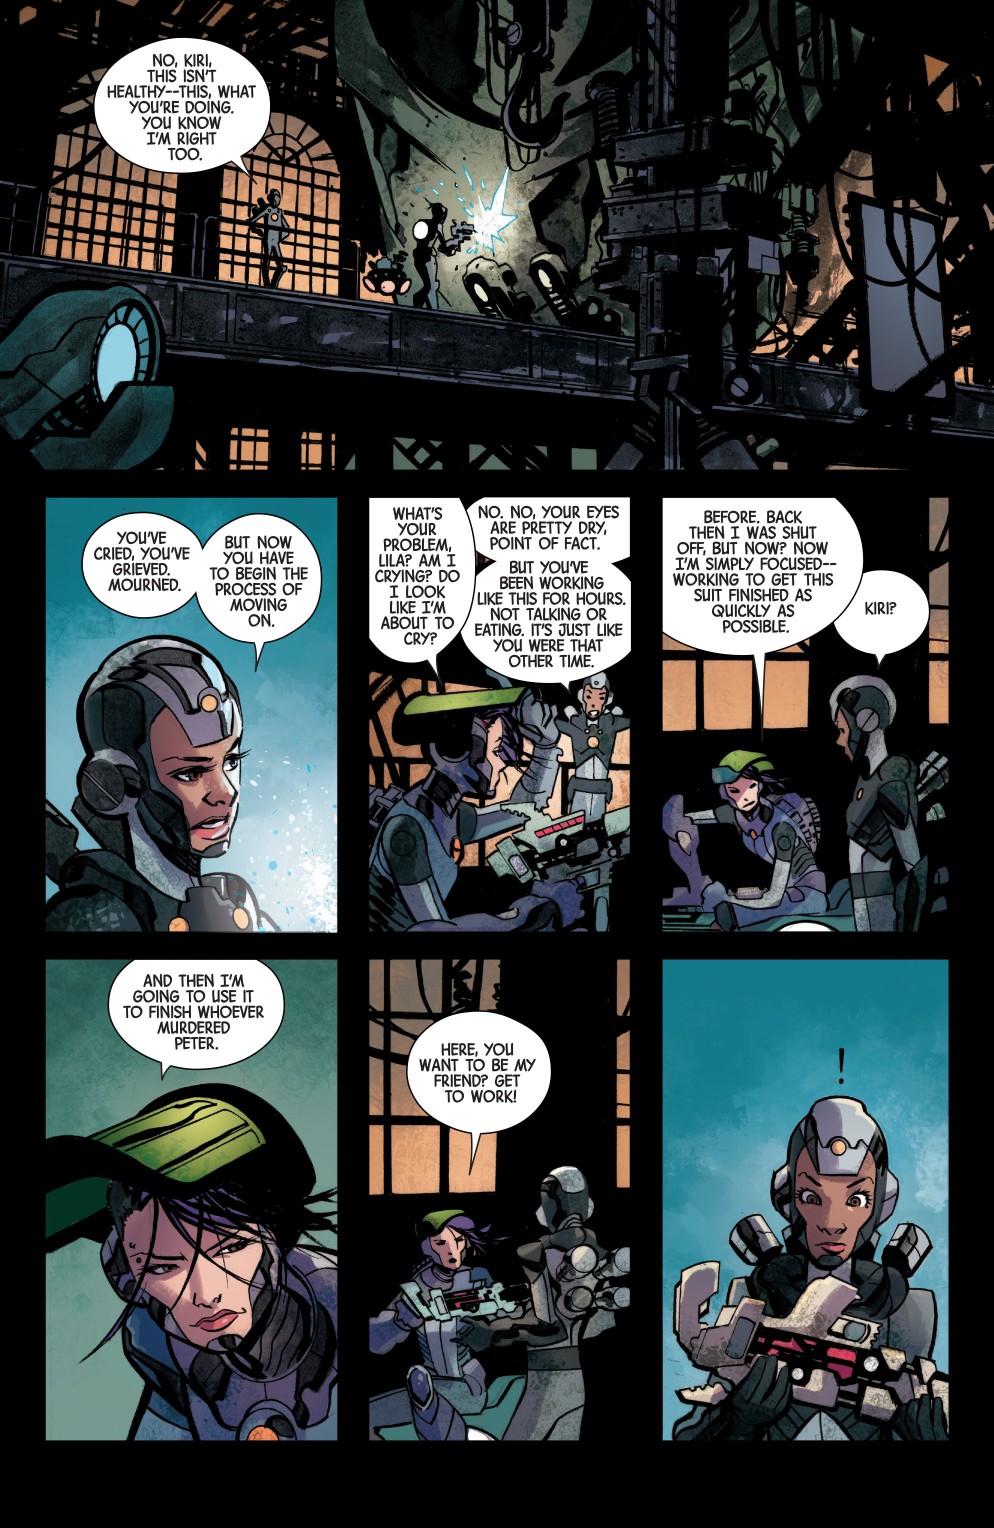 NO, KIRI,
THIS ISN'T
HEALTHY--THIS, WHAT
YOU'RE DOING.
YOU KNOW
I'M RIGHT
TOO.
YOU'VE
CRIED, YOU'VE
GRIEVED.
MOURNED.
BUT NOW
YOU HAVE
TO BEGIN THE
PROCESS OF
MOVING
ON.
WHAT'S
YOUR
PROBLEM,
LILA? AM I
CRYING? DO
I LOOK
LIKE I'M
ABOUT TO
CRY?
NO. NO, YOUR EYES
ARE PRETTY DRY,
POINT OF FACT.
BUT YOU'VE
BEEN WORKING
LIKE THIS FOR HOURS.
NOT TALKING OR
EATING. IT'S JUST LIKE
YOU WERE THAT
OTHER TIME.
BEFORE. BACK
THEN I WAS SHUT
OFF, BUT NOW? NOW
I'M SIMPLY FOCUSED--
WORKING TO GET THIS
SUIT FINISHED AS
QUICKLY AS
POSSIBLE.
KIRI?
AND THEN I'M
GOING TO USE IT
TO FINISH WHOEVER
MURDERED
PETER.
HERE, YOU
WANT TO BE MY
FRIEND? GET
TO WORK!
!